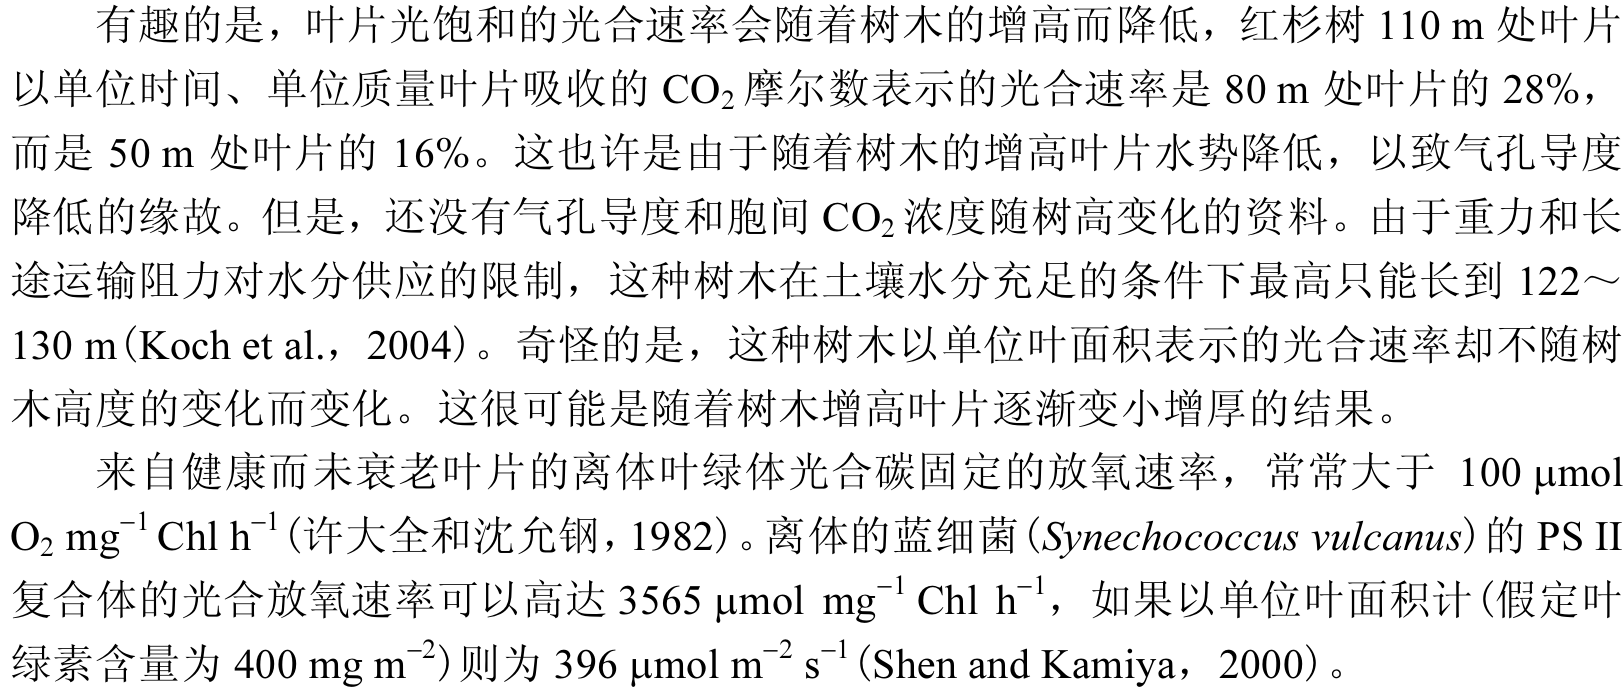 有趣的是，叶片光饱和的光合速率会随着树木的增高而降低，红杉树 110 m 处叶片
以单位时间、单位质量叶片吸收的 CO₂ 摩尔数表示的光合速率是 80 m 处叶片的 28%，
而是 50 m 处叶片的 16%。这也许是由于随着树木的增高叶片水势降低，以致气孔导度
降低的缘故。但是，还没有气孔导度和胞间 CO₂ 浓度随树高变化的资料。由于重力和长
途运输阻力对水分供应的限制，这种树木在土壤水分充足的条件下最高只能长到 122～
130 m(Koch et al.，2004)。奇怪的是，这种树木以单位叶面积表示的光合速率却不随树
木高度的变化而变化。这很可能是随着树木增高叶片逐渐变小增厚的结果。
来自健康而未衰老叶片的离体叶绿体光合碳固定的放氧速率，常常大于 100 μmol
O₂ mg⁻¹ Chl h⁻¹(许大全和沈允钢，1982)。离体的蓝细菌(Synechococcus vulcanus)的 PS II
复合体的光合放氧速率可以高达 3565 μmol mg⁻¹ Chl h⁻¹，如果以单位叶面积计(假定叶
绿素含量为 400 mg m⁻²)则为 396 μmol m⁻² s⁻¹(Shen and Kamiya，2000)。